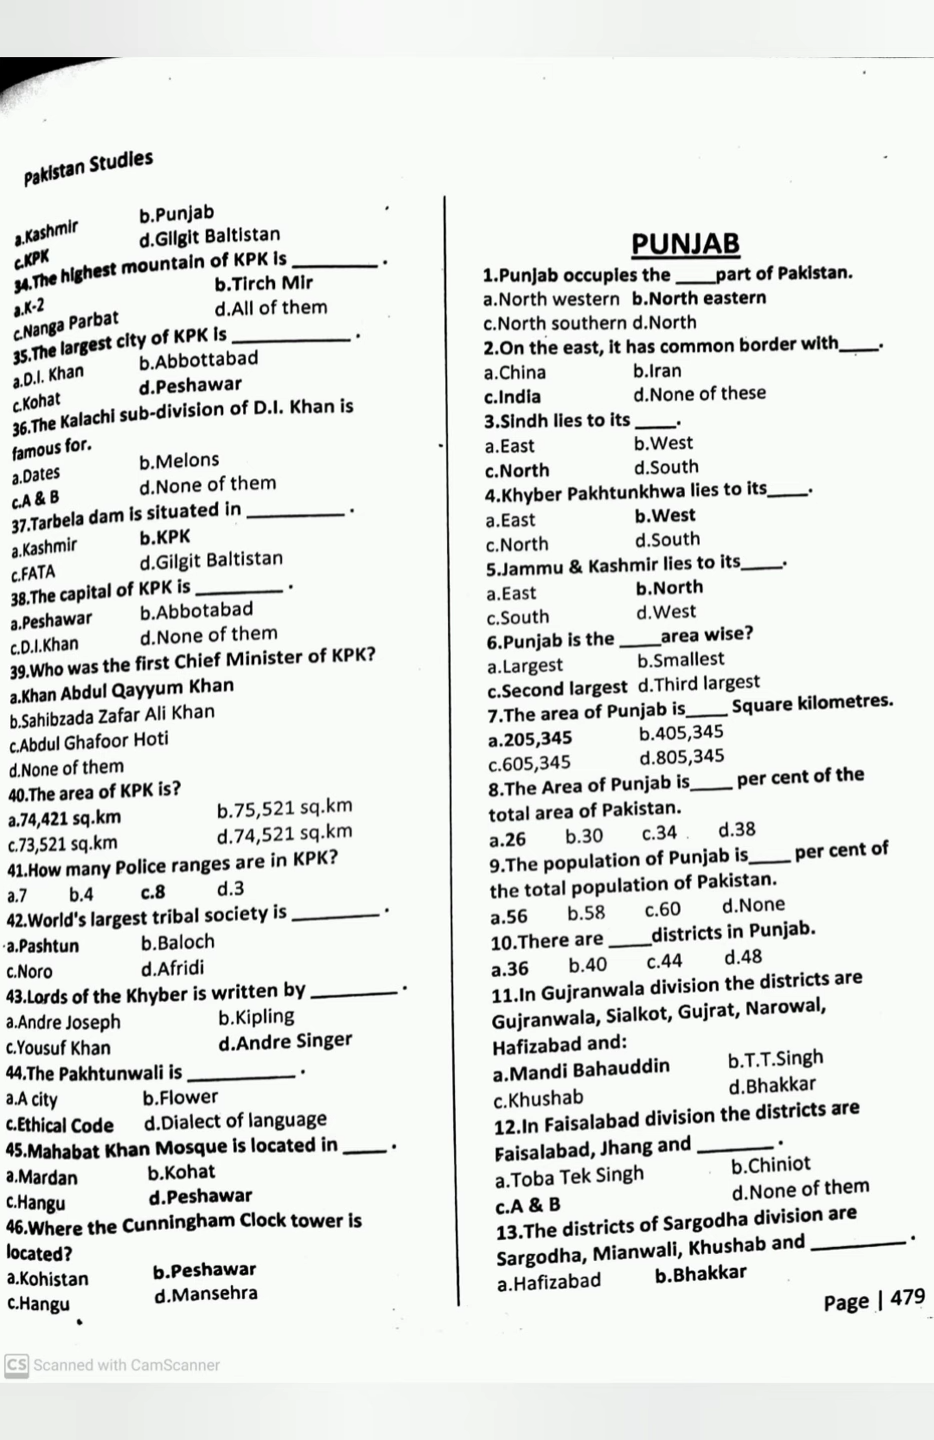 Pakistan Studies
a.Kashmir b.Punjab
c.KPK d.Gilgit Baltistan
34.The highest mountain of KPK is ________.
a.K-2 b.Tirch Mir
c.Nanga Parbat d.All of them
35.The largest city of KPK is ___________.
a.D.I. Khan b.Abbottabad
c.Kohat d.Peshawar
36.The Kalachi sub-division of D.I. Khan is
famous for.
a.Dates b.Melons
c.A & B d.None of them
37.Tarbela dam is situated in _________.
a.Kashmir b.KPK
c.FATA d.Gilgit Baltistan
38.The capital of KPK is ________.
a.Peshawar b.Abbotabad
c.D.I.Khan d.None of them
39.Who was the first Chief Minister of KPK?
a.Khan Abdul Qayyum Khan
b.Sahibzada Zafar Ali Khan
c.Abdul Ghafoor Hoti
d.None of them
40.The area of KPK is?
a.74,421 sq.km b.75,521 sq.km
c.73,521 sq.km d.74,521 sq.km
41.How many Police ranges are in KPK?
a.7 b.4 c.8 d.3
42.World's largest tribal society is ________.
a.Pashtun b.Baloch
c.Noro d.Afridi
43.Lords of the Khyber is written by ________.
a.Andre Joseph b.Kipling
c.Yousuf Khan d.Andre Singer
44.The Pakhtunwali is __________.
a.A city b.Flower
c.Ethical Code d.Dialect of language
45.Mahabat Khan Mosque is located in ____.
a.Mardan b.Kohat
c.Hangu d.Peshawar
46.Where the Cunningham Clock tower is
located?
a.Kohistan b.Peshawar
c.Hangu d.Mansehra
PUNJAB
1.Punjab occupies the ____part of Pakistan.
a.North western b.North eastern
c.North southern d.North
2.On the east, it has common border with____.
a.China b.Iran
c.India d.None of these
3.Sindh lies to its ____.
a.East b.West
c.North d.South
4.Khyber Pakhtunkhwa lies to its____.
a.East b.West
c.North d.South
5.Jammu & Kashmir lies to its____.
a.East b.North
c.South d.West
6.Punjab is the ____area wise?
a.Largest b.Smallest
c.Second largest d.Third largest
7.The area of Punjab is____ Square kilometres.
a.205,345 b.405,345
c.605,345 d.805,345
8.The Area of Punjab is____ per cent of the
total area of Pakistan.
a.26 b.30 c.34 d.38
9.The population of Punjab is____ per cent of
the total population of Pakistan.
a.56 b.58 c.60 d.None
10.There are ____districts in Punjab.
a.36 b.40 c.44 d.48
11.In Gujranwala division the districts are
Gujranwala, Sialkot, Gujrat, Narowal,
Hafizabad and:
a.Mandi Bahauddin b.T.T.Singh
c.Khushab d.Bhakkar
12.In Faisalabad division the districts are
Faisalabad, Jhang and _______.
a.Toba Tek Singh b.Chiniot
c.A & B d.None of them
13.The districts of Sargodha division are
Sargodha, Mianwali, Khushab and _________.
a.Hafizabad b.Bhakkar
Page | 479
CS Scanned with CamScanner